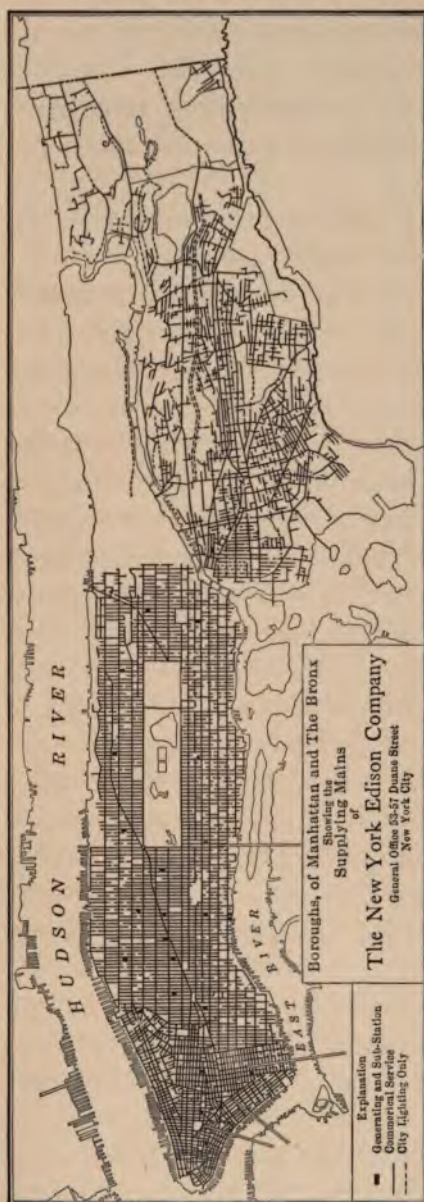 HUDSON RIVER
EAST RIVER
Boroughs, of Manhattan and The Bronx
Showing the
Supplying Mains
of
The New York Edison Company
General Office 53-57 Duane Street
New York City
Explanation
Generating and Sub-Station
Commerical Service
City Lighting Only